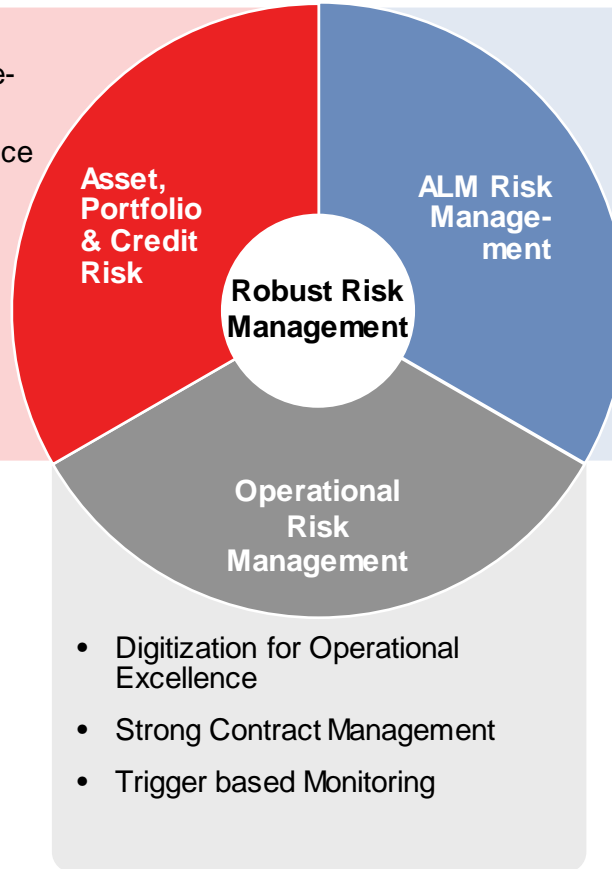 e-
ce
Asset,
Portfolio
& Credit
Risk
ALM Risk
Manage-
ment
Robust Risk
Management
Operational
Risk
Management
• Digitization for Operational
Excellence
• Strong Contract Management
• Trigger based Monitoring